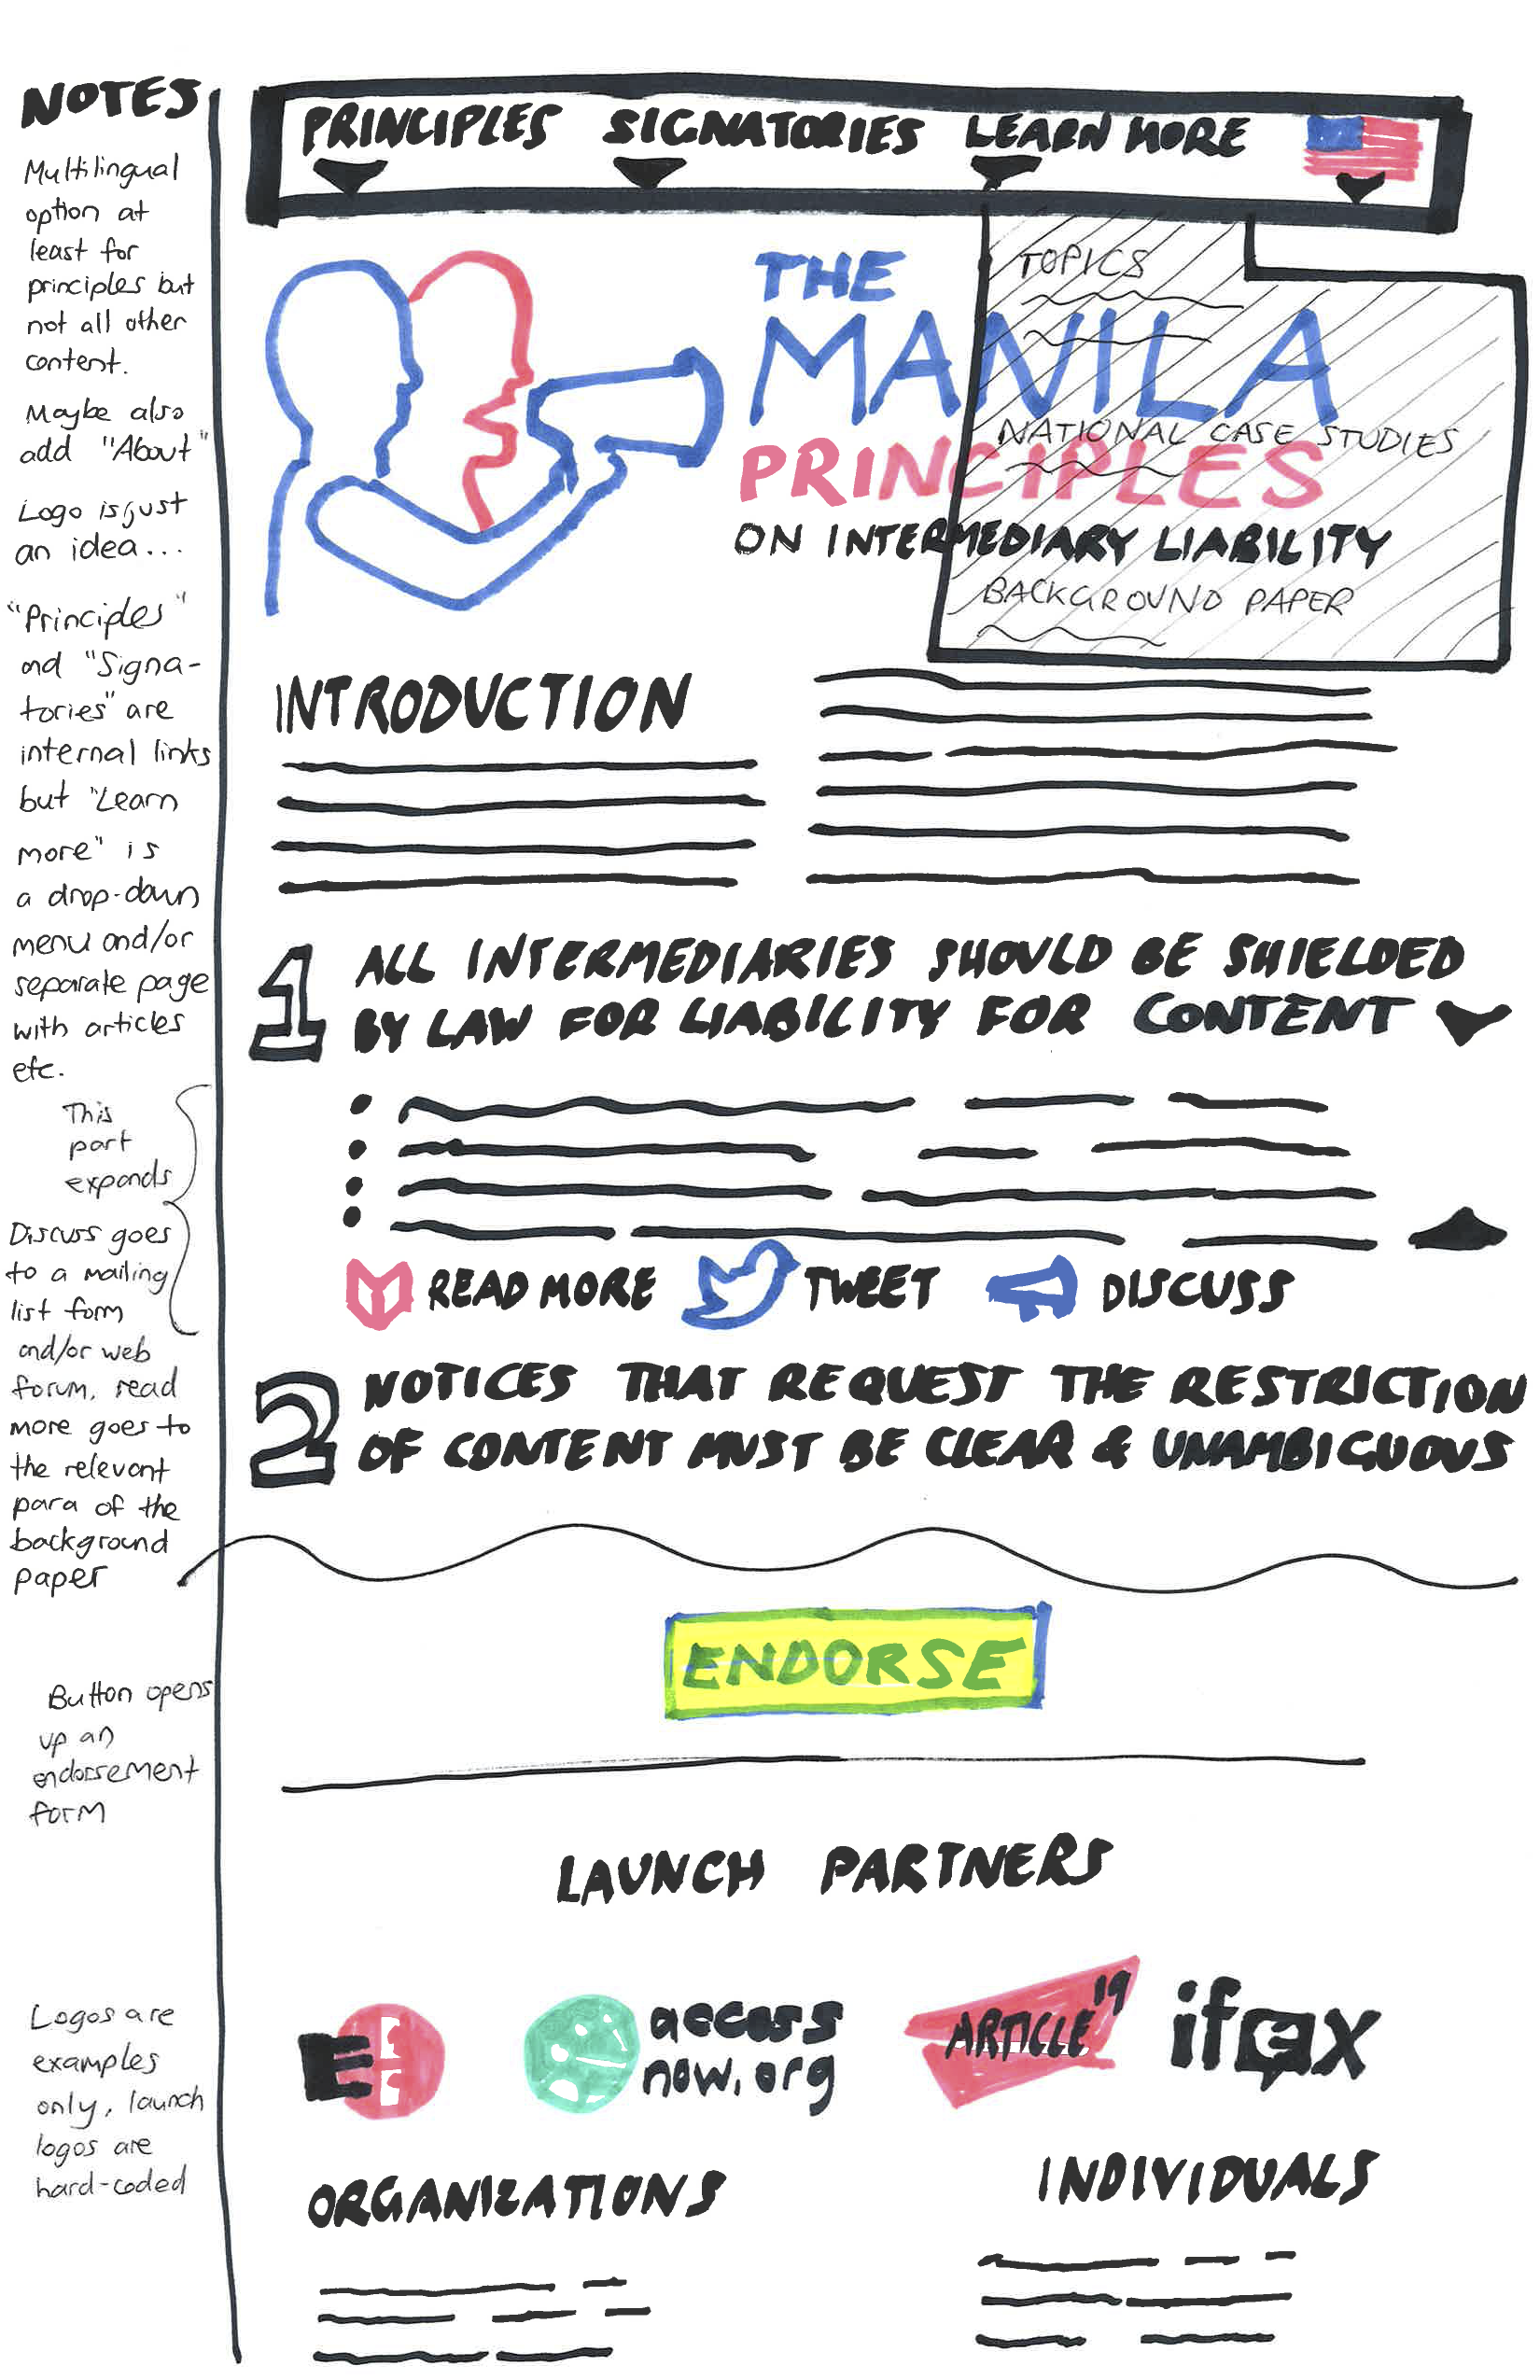 NOTES
Multilingual
option at
least for
principles but
not all other
content.
Maybe also
add "About"
Logo is just
an idea...
"Principles"
and "Signa-
tories" are
internal links
but "Learn
more" is
a drop-down
menu and/or
separate page
with articles
etc.
This
part
expands
Discuss goes
to a mailing
list form
and/or web
forum, read
more goes to
the relevant
para of the
background
paper
Button opens
up an
endorsement
form
Logos are
examples
only, launch
logos are
hard-coded
PRINCIPLES SIGNATORIES LEARN MORE
TOPICS
NATIONAL CASE STUDIES
BACKGROUND PAPER
THE
MANILA
PRINCIPLES
ON INTERMEDIARY LIABILITY
INTRODUCTION
1 ALL INTERMEDIARIES SHOULD BE SHIELDED
BY LAW FOR LIABILITY FOR CONTENT
READ MORE TWEET DISCUSS
2 NOTICES THAT REQUEST THE RESTRICTION
OF CONTENT MUST BE CLEAR & UNAMBIGUOUS
ENDORSE
LAUNCH PARTNERS
EFF
access
now.org
ARTICLE 19
ifex
ORGANIZATIONS
INDIVIDUALS